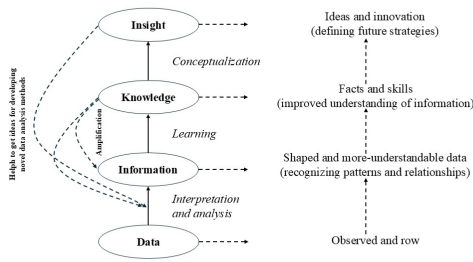 Insight
Ideas and innovation
(defining future strategies)
Conceptualization
Helph to get ideas for developing
novel data analysis methods
Knowledge
Facts and skills
(improved understanding of information)
Amplification
Learning
Information
Shaped and more-understandable data
(recognizing patterns and relationships)
Interpretation
and analysis
Data
Observed and row